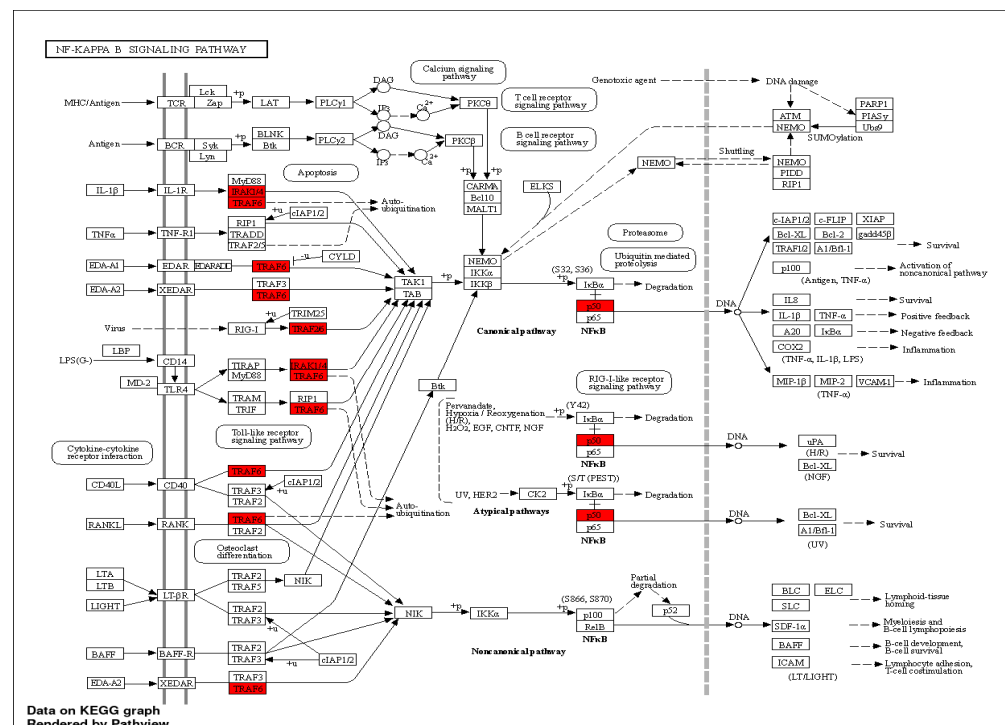 NF-KAPPA B SIGNALING PATHWAY
MHC/Antigen
TCR
Lck
Zap
+p
LAT
PLCγ1
DAG
IP3
Ca2+
PKCθ
Calcium signaling
pathway
T cell receptor
signaling pathway
B cell receptor
signaling pathway
Genotoxic agent
DNA damage
ATM
NEMO
PARP1
PIASy
Ubs9
SUMOylation
Shuttling
NEMO
NEMO
PIDD
RIP1
Antigen
BCR
Syk
Lyn
+p
BLNK
Btk
PLCγ2
DAG
IP3
Ca2+
PKCβ
+p
+p
CARMA
Bcl10
MALT1
ELKS
Apoptosis
IL-1β
IL-1R
MyD88
IRAK1/4
TRAF6
Auto-
ubiquitination
TNFα
TNF-R1
RIP1
TRADD
TRAF2/5
+u
cIAP1/2
EDA-A1
EDAR
EDARADD
TRAF6
-u
CYLD
EDA-A2
XEDAR
TRAF3
TRAF6
TAK1
TAB
+p
NEMO
IKKα
IKKβ
Proteasome
Ubiquitin mediated
proteolysis
(S32, S36)
IκBα
Degradation
p50
p65
NFκB
Canonical pathway
DNA
c-IAP1/2
c-FLIP
XIAP
Bcl-XL
Bcl-2
gadd45β
TRAF1/2
A1/Bfl-1
Survival
p100
(Antigen, TNF-α)
Activation of
noncanonical pathway
IL8
Survival
IL-1β
TNF-α
Positive feedback
A20
IκBα
Negative feedback
COX2
Inflammation
(TNF-α, IL-1β, LPS)
MIP-1β
MIP-2
VCAM-1
Inflammation
(TNF-α)
Virus
RIG-I
+u
TRIM25
LPS(G-)
LBP
CD14
MD-2
TLR4
TIRAP
MyD88
IRAK1/4
TRAF6
TRAM
TRIF
RIP1
TRAF6
Toll-like receptor
signaling pathway
Btk
RIG-I-like receptor
signaling pathway
Pervanadate,
Hypoxia / Reoxygenation
(H/R),
H2O2, EGF, CNTF, NGF
(Y42)
+p
IκBα
Degradation
p50
p65
NFκB
DNA
uPA
(H/R)
Bcl-XL
(NGF)
Survival
Cytokine-cytokine
receptor interaction
CD40L
CD40
TRAF6
TRAF3
TRAF2
+u
cIAP1/2
Auto-
ubiquitination
RANKL
RANK
TRAF6
TRAF2
UV, HER2
CK2
+p
(S/T (PEST))
IκBα
Degradation
p50
p65
NFκB
Atypical pathways
DNA
Bcl-XL
A1/Bfl-1
(UV)
Survival
Osteoclast
differentiation
LTA
LTB
LIGHT
LT-βR
TRAF2
TRAF5
NIK
TRAF2
TRAF3
+u
NIK
+p
IKKα
+p
(S866, S870)
p100
RelB
NFκB
Partial
degradation
p52
Noncanonical pathway
DNA
BLC
ELC
SLC
Lymphoid-tissue
homing
SDF-1α
Myeloiesis and
B-cell lymphopoiesis
BAFF
B-cell development,
B-cell survival
ICAM
Lymphocyte adhesion,
T-cell costimulation
(LT/LIGHT)
BAFF
BAFF-R
TRAF2
TRAF3
+u
cIAP1/2
EDA-A2
XEDAR
TRAF3
TRAF6
Data on KEGG graph
Rendered by Pathview